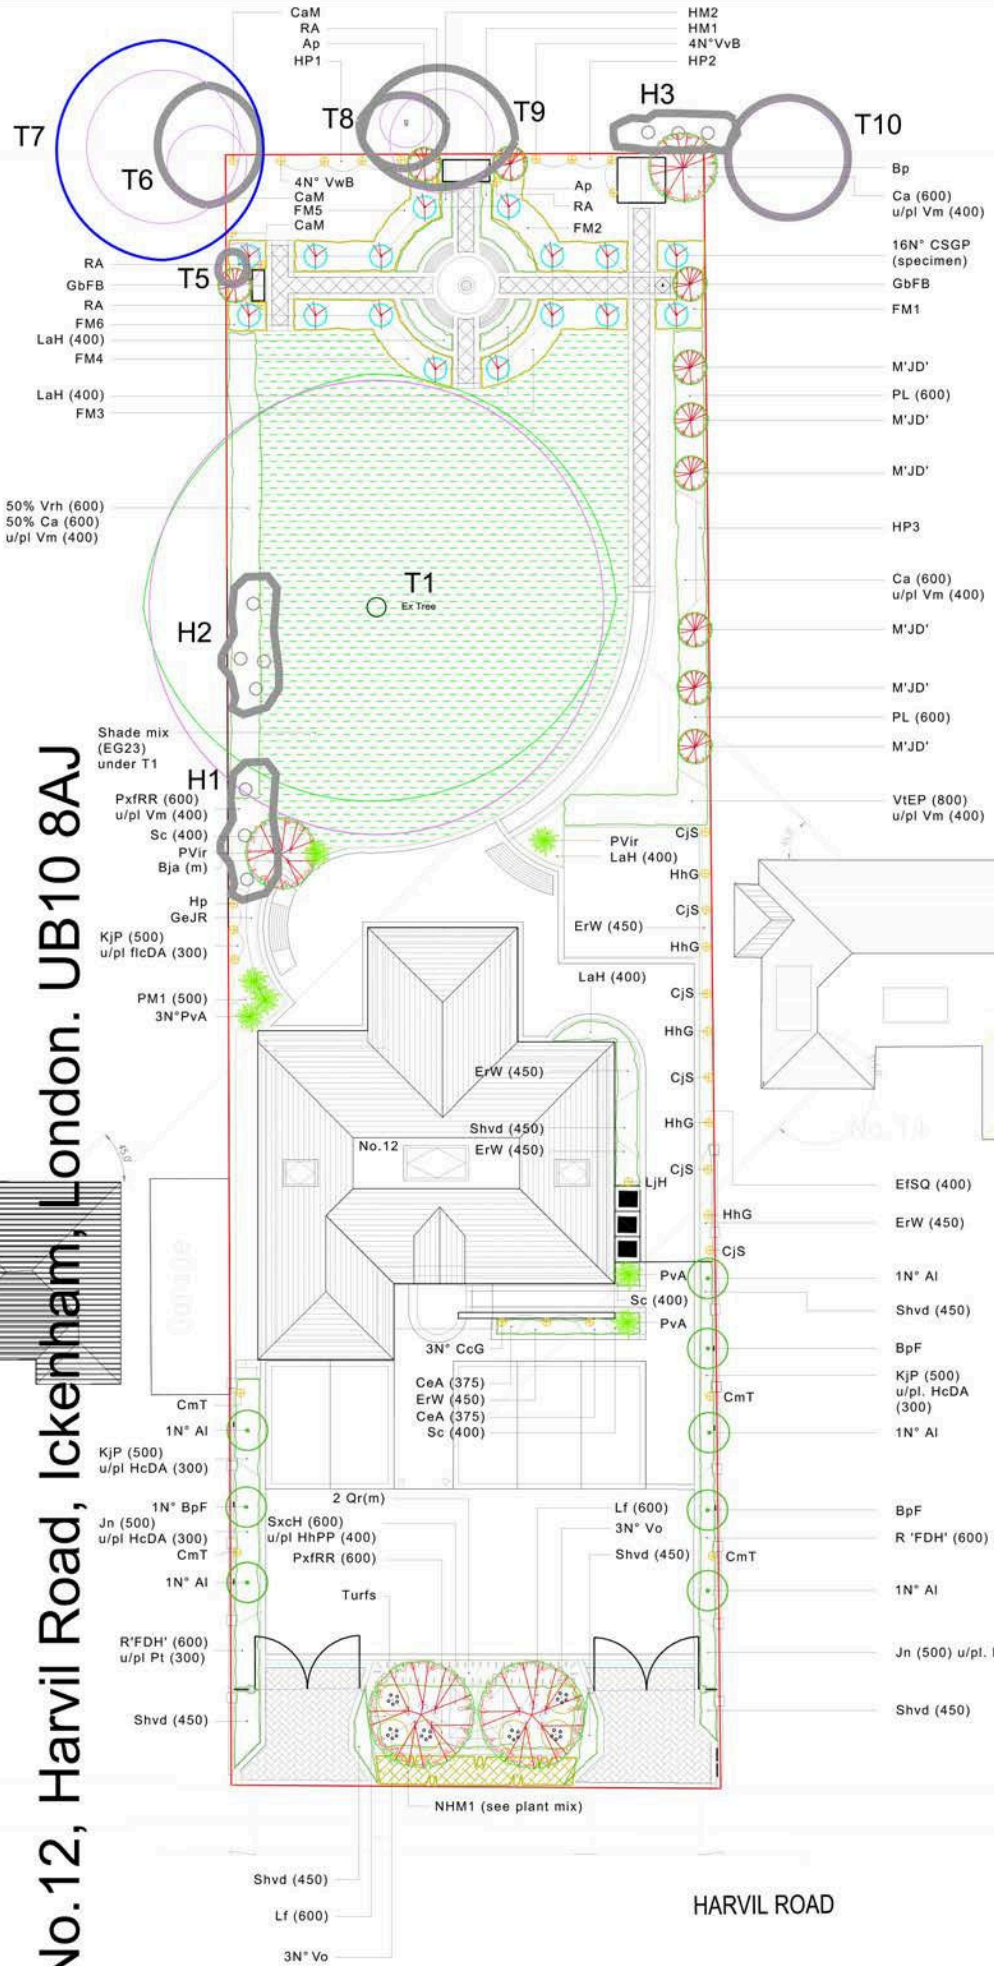 CaM
RA
Ap
HP1
HM2
HM1
4N°VvB
HP2
T7
T6
T8
T9
H3
T10
4N° VwB
CaM
FM5
CaM
Ap
RA
FM2
Bp
Ca (600)
u/pl Vm (400)
16N° CSGP
(specimen)
GbFB
FM1
RA
T5
GbFB
RA
FM6
LaH (400)
FM4
LaH (400)
FM3
M'JD'
PL (600)
M'JD'
M'JD'
HP3
50% Vrh (600)
50% Ca (600)
u/pl Vm (400)
T1
Ex Tree
Ca (600)
u/pl Vm (400)
M'JD'
M'JD'
PL (600)
M'JD'
H2
Shade mix
(EG23)
under T1
H1
PxfRR (600)
u/pl Vm (400)
Sc (400)
PVir
Bja (m)
Hp
GeJR
KjP (500)
u/pl flcDA (300)
PM1 (500)
3N°PvA
VtEP (800)
u/pl Vm (400)
PVir
LaH (400)
CjS
HhG
CjS
ErW (450)
HhG
LaH (400)
CjS
HhG
ErW (450)
CjS
Shvd (450)
ErW (450)
HhG
CjS
No.12
LjH
HhG
CjS
No.14
45.0'
45.0'
Garage
EfSQ (400)
ErW (450)
1N° Al
Shvd (450)
BpF
KjP (500)
u/pl. HcDA
(300)
1N° Al
BpF
R 'FDH' (600)
1N° Al
Jn (500) u/pl.
Shvd (450)
PvA
Sc (400)
PvA
3N° CcG
CeA (375)
ErW (450)
CeA (375)
Sc (400)
CmT
CmT
CmT
1N° Al
KjP (500)
u/pl HcDA (300)
1N° BpF
Jn (500)
u/pl HcDA (300)
CmT
1N° Al
R'FDH' (600)
u/pl Pt (300)
Shvd (450)
2 Qr(m)
SxcH (600)
u/pl HhPP (400)
PxfRR (600)
Turfs
Lf (600)
3N° Vo
Shvd (450)
NHM1 (see plant mix)
Shvd (450)
Lf (600)
3N° Vo
HARVIL ROAD
No.12, Harvil Road, Ickenham, London. UB10 8AJ